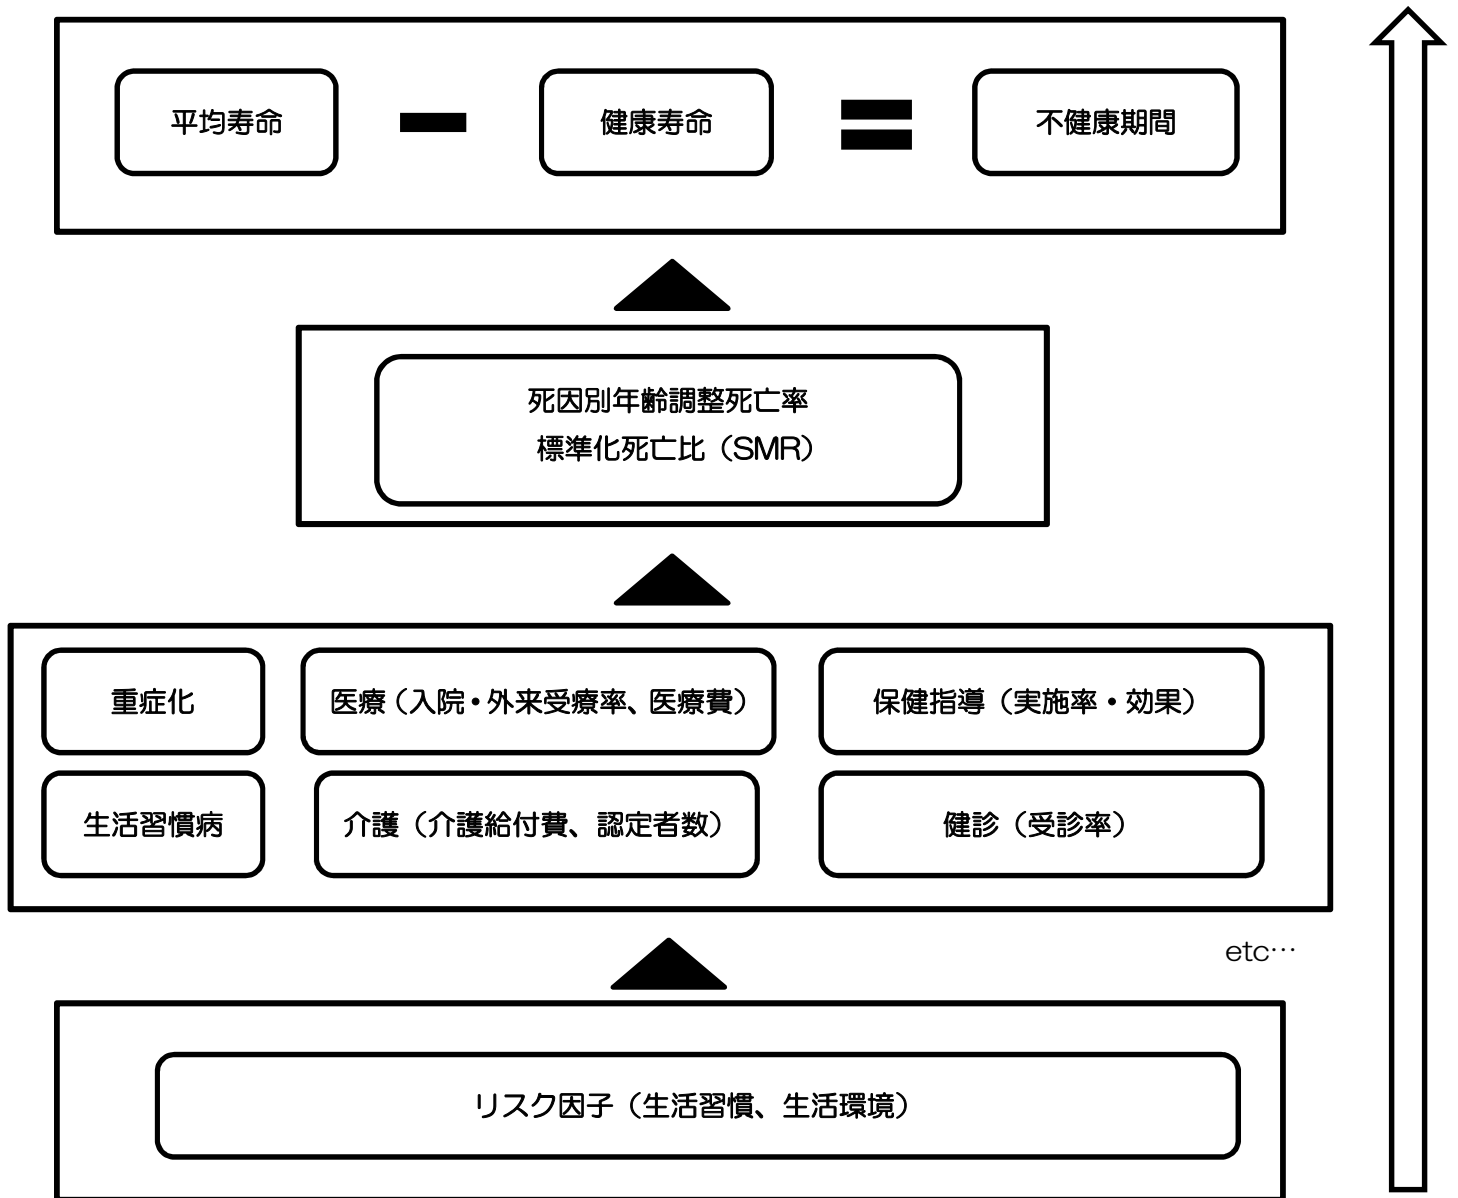 平均寿命
健康寿命
不健康期間
死因別年齢調整死亡率
標準化死亡比（SMR）
重症化
医療（入院・外来受療率、医療費）
保健指導（実施率・効果）
生活習慣病
介護（介護給付費、認定者数）
健診（受診率）
etc…
リスク因子（生活習慣、生活環境）